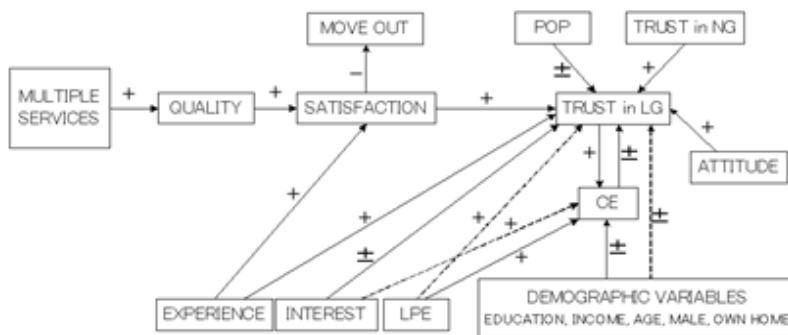 MOVE OUT
POP
TRUST in NG
±
+
MULTIPLE
SERVICES
+
QUALITY
+
SATISFACTION
−
+
TRUST in LG
+
ATTITUDE
+
±
CE
+
+
±
+
+
+
±
±
EXPERIENCE
INTEREST
LPE
DEMOGRAPHIC VARIABLES
EDUCATION, INCOME, AGE, MALE, OWN HOME